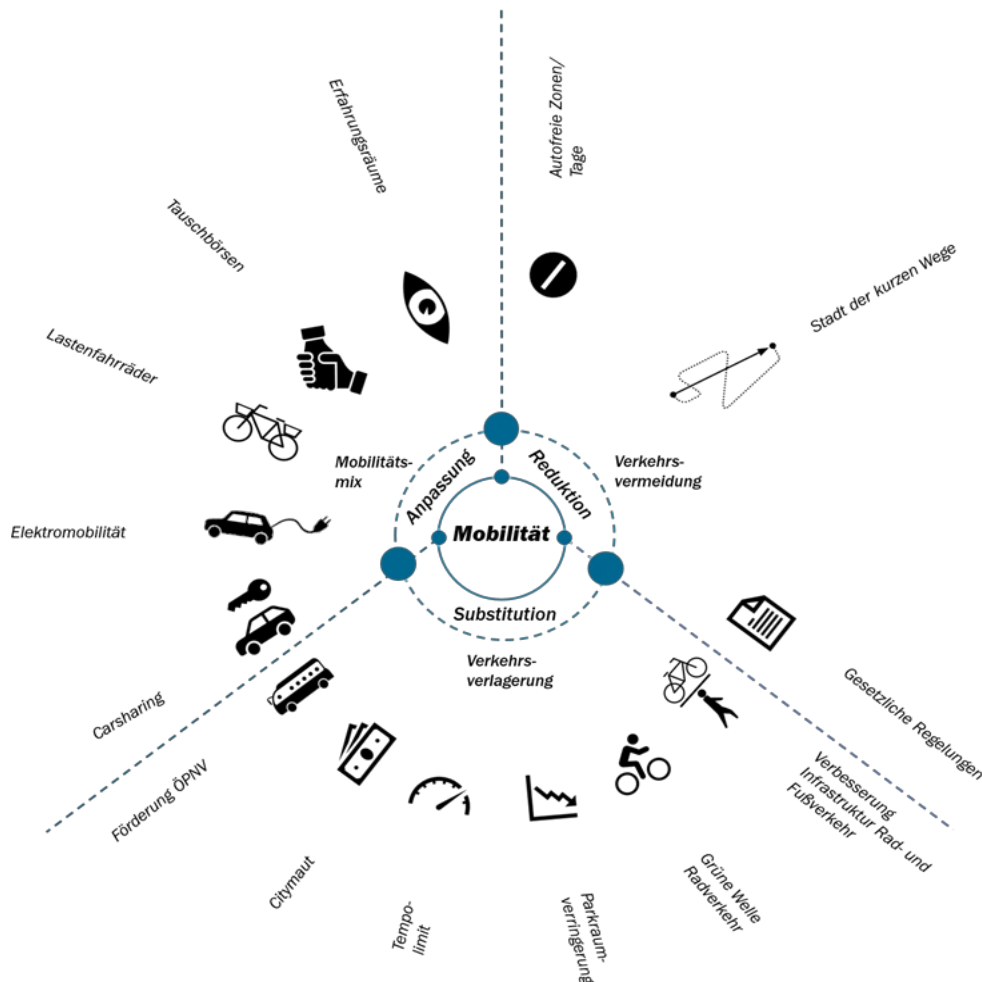 Erfahrungsräume
Autofreie Zonen/
Tage
Tauschbörsen
Stadt der kurzen Wege
Lastenfahrräder
Mobilitäts-
mix
Anpassung
Reduktion
Verkehrs-
vermeidung
Elektromobilität
Mobilität
Substitution
Verkehrs-
verlagerung
Carsharing
Gesetzliche Regelungen
Förderung ÖPNV
Verbesserung
Infrastruktur Rad- und
Fußverkehr
Citymaut
Tempo-
limit
Parkraum-
verringerung
Grüne Welle
Radverkehr